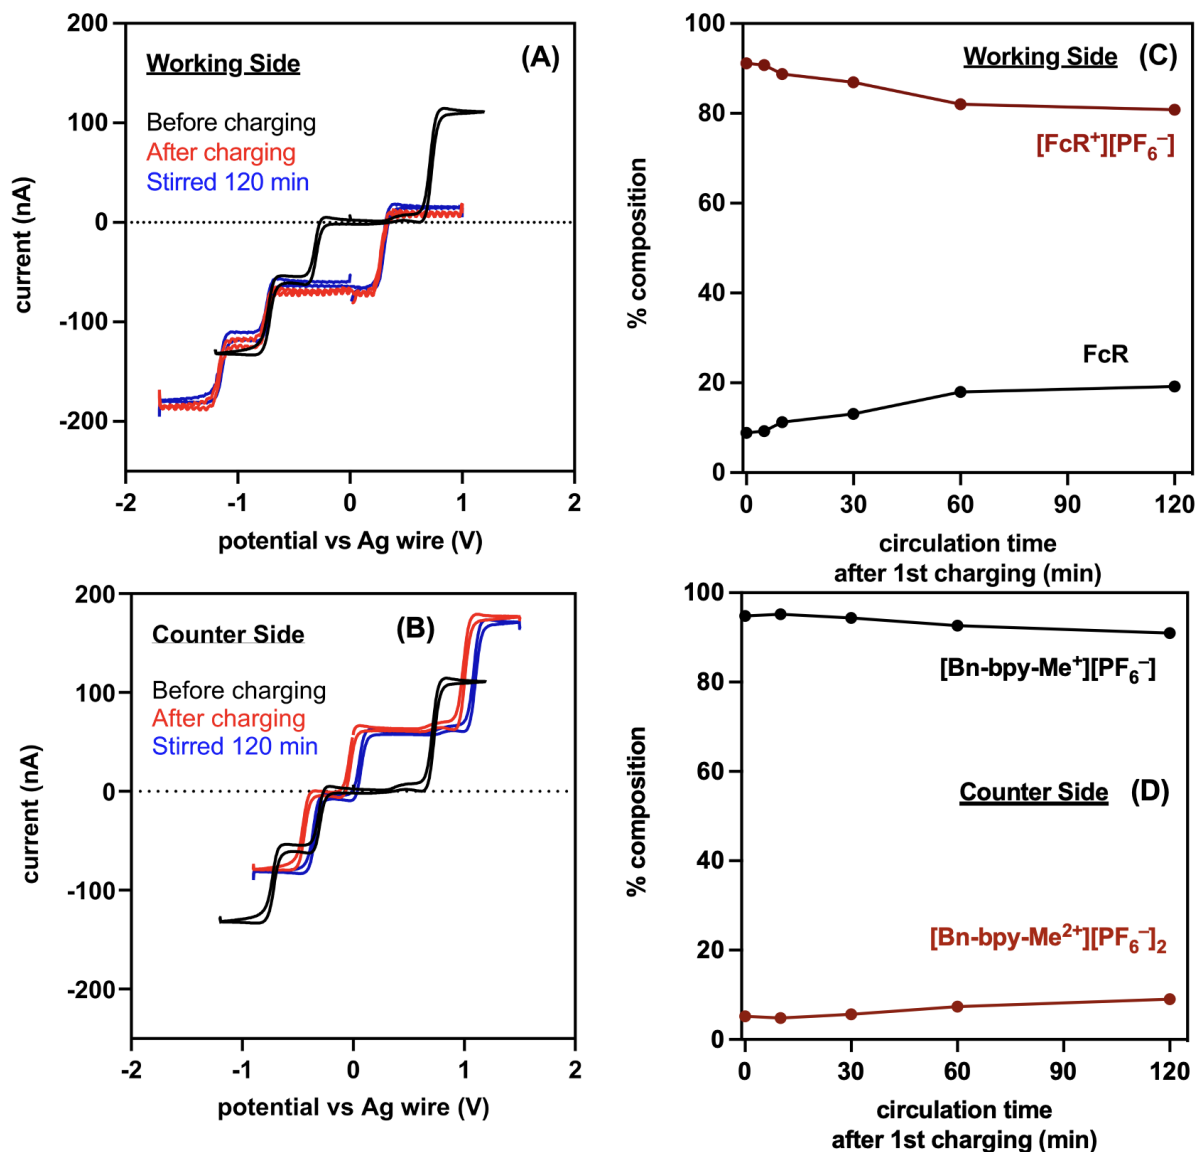 Working Side (A)
Before charging
After charging
Stirred 120 min
200
100
0
-100
-200
current (nA)
-2 -1 0 1 2
potential vs Ag wire (V)
Working Side (C)
[FcR⁺][PF₆⁻]
FcR
100
80
60
40
20
0
% composition
0 30 60 90 120
circulation time
after 1st charging (min)
Counter Side (B)
Before charging
After charging
Stirred 120 min
200
100
0
-100
-200
current (nA)
-2 -1 0 1 2
potential vs Ag wire (V)
[Bn-bpy-Me⁺][PF₆⁻]
Counter Side (D)
[Bn-bpy-Me²⁺][PF₆⁻]₂
100
80
60
40
20
0
% composition
0 30 60 90 120
circulation time
after 1st charging (min)